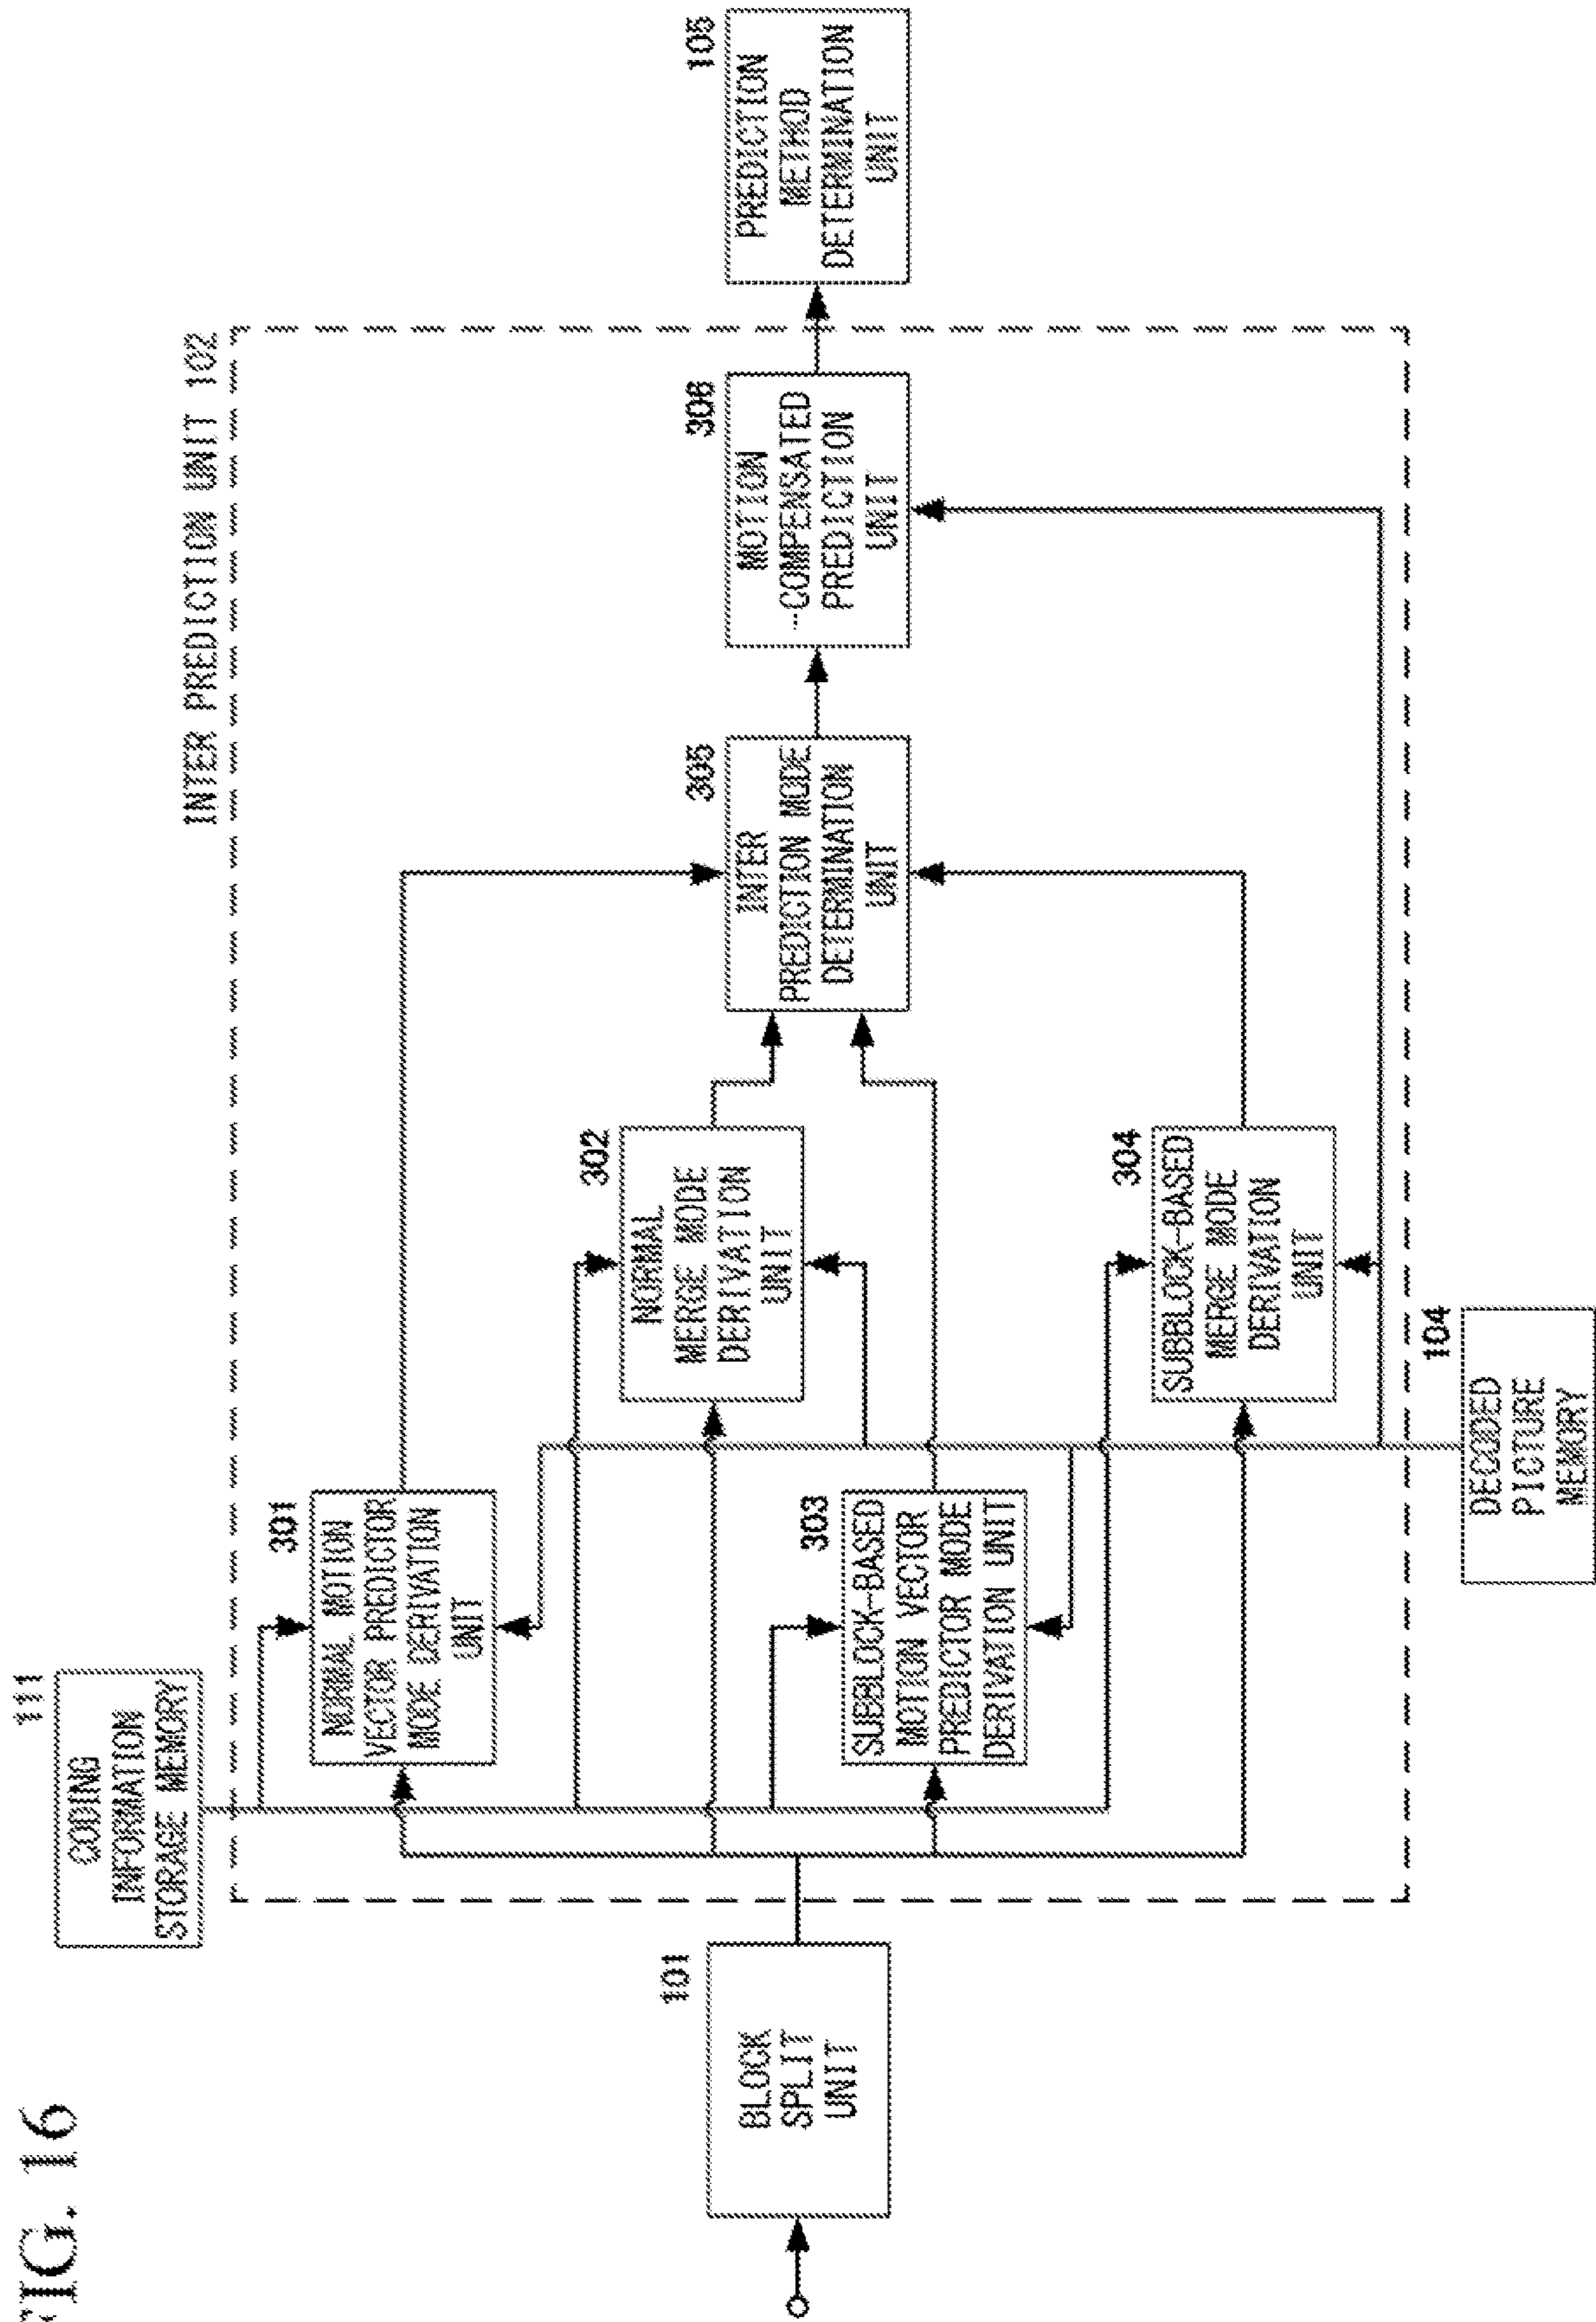 FIG. 16
INTER PREDICTION UNIT 102
111
CODING
INFORMATION
STORAGE MEMORY
101
BLOCK
SPLIT
UNIT
301
NORMAL MOTION
VECTOR PREDICTOR
MODE DERIVATION
UNIT
302
NORMAL
MERGE MODE
DERIVATION
UNIT
303
SUBBLOCK-BASED
MOTION VECTOR
PREDICTOR MODE
DERIVATION UNIT
304
SUBBLOCK-BASED
MERGE MODE
DERIVATION
UNIT
305
INTER
PREDICTION MODE
DETERMINATION
UNIT
306
MOTION
-COMPENSATED
PREDICTION
UNIT
105
PREDICTION
METHOD
DETERMINATION
UNIT
104
DECODED
PICTURE
MEMORY